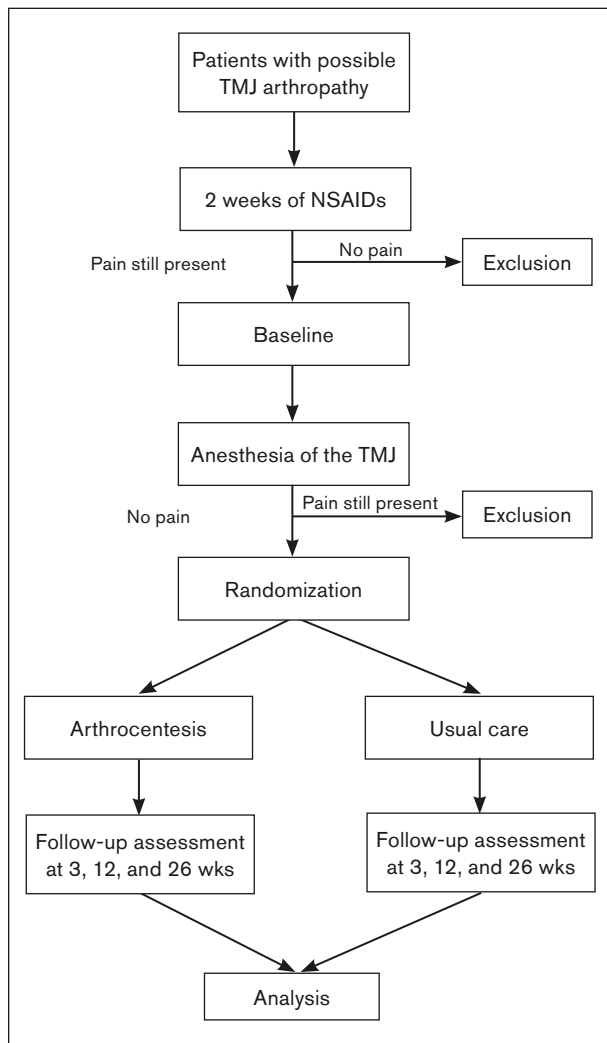 Patients with possible
TMJ arthropathy
2 weeks of NSAIDs
Pain still present
No pain
Exclusion
Baseline
Anesthesia of the TMJ
No pain
Pain still present
Exclusion
Randomization
Arthrocentesis
Usual care
Follow-up assessment
at 3, 12, and 26 wks
Follow-up assessment
at 3, 12, and 26 wks
Analysis